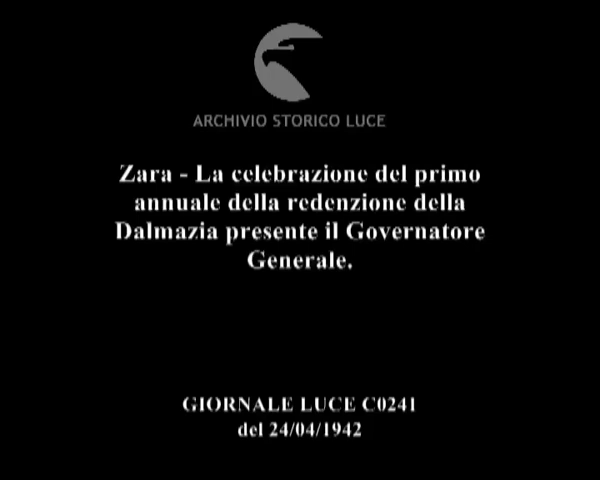 ARCHIVIO STORICO LUCE
Zara - La celebrazione del primo
annuale della redenzione della
Dalmazia presente il Governatore
Generale.
GIORNALE LUCE C0241
del 24/04/1942